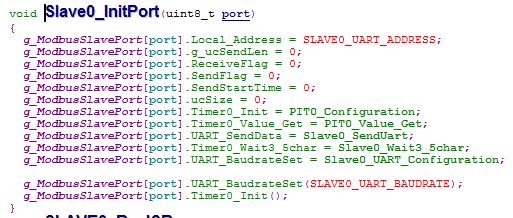 void Slave0_InitPort(uint8_t port)
{
  g_ModbusSlavePort[port].Local_Address = SLAVE0_UART_ADDRESS;
  g_ModbusSlavePort[port].g_ucSendLen = 0;
  g_ModbusSlavePort[port].ReceiveFlag = 0;
  g_ModbusSlavePort[port].SendFlag = 0;
  g_ModbusSlavePort[port].SendStartTime = 0;
  g_ModbusSlavePort[port].ucSize = 0;
  g_ModbusSlavePort[port].Timer0_Init = PIT0_Configuration;
  g_ModbusSlavePort[port].Timer0_Value_Get = PIT0_Value_Get;
  g_ModbusSlavePort[port].UART_SendData = Slave0_SendUart;
  g_ModbusSlavePort[port].Timer0_Wait3_5char = Slave0_Wait3_5char;
  g_ModbusSlavePort[port].UART_BaudrateSet = Slave0_UART_Configuration;

  g_ModbusSlavePort[port].UART_BaudrateSet(SLAVE0_UART_BAUDRATE);
  g_ModbusSlavePort[port].Timer0_Init();
}